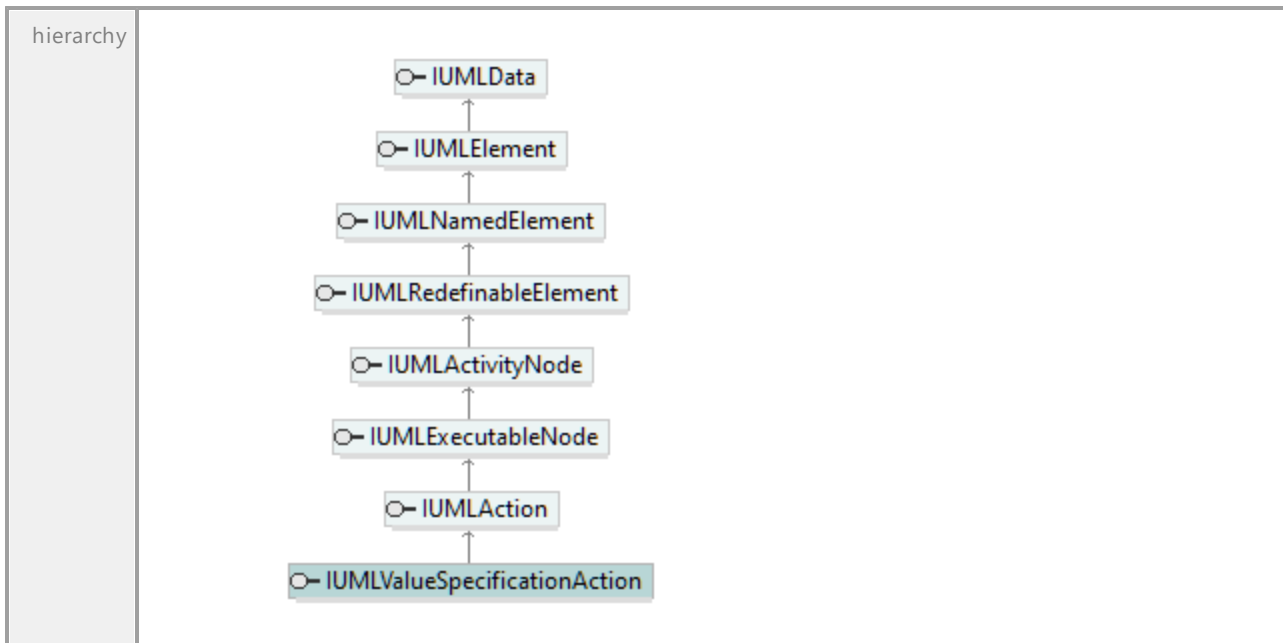 hierarchy
IUMLData
IUMLElement
IUMLNamedElement
IUMLRedefinableElement
IUMLActivityNode
IUMLExecutableNode
IUMLAction
IUMLValueSpecificationAction